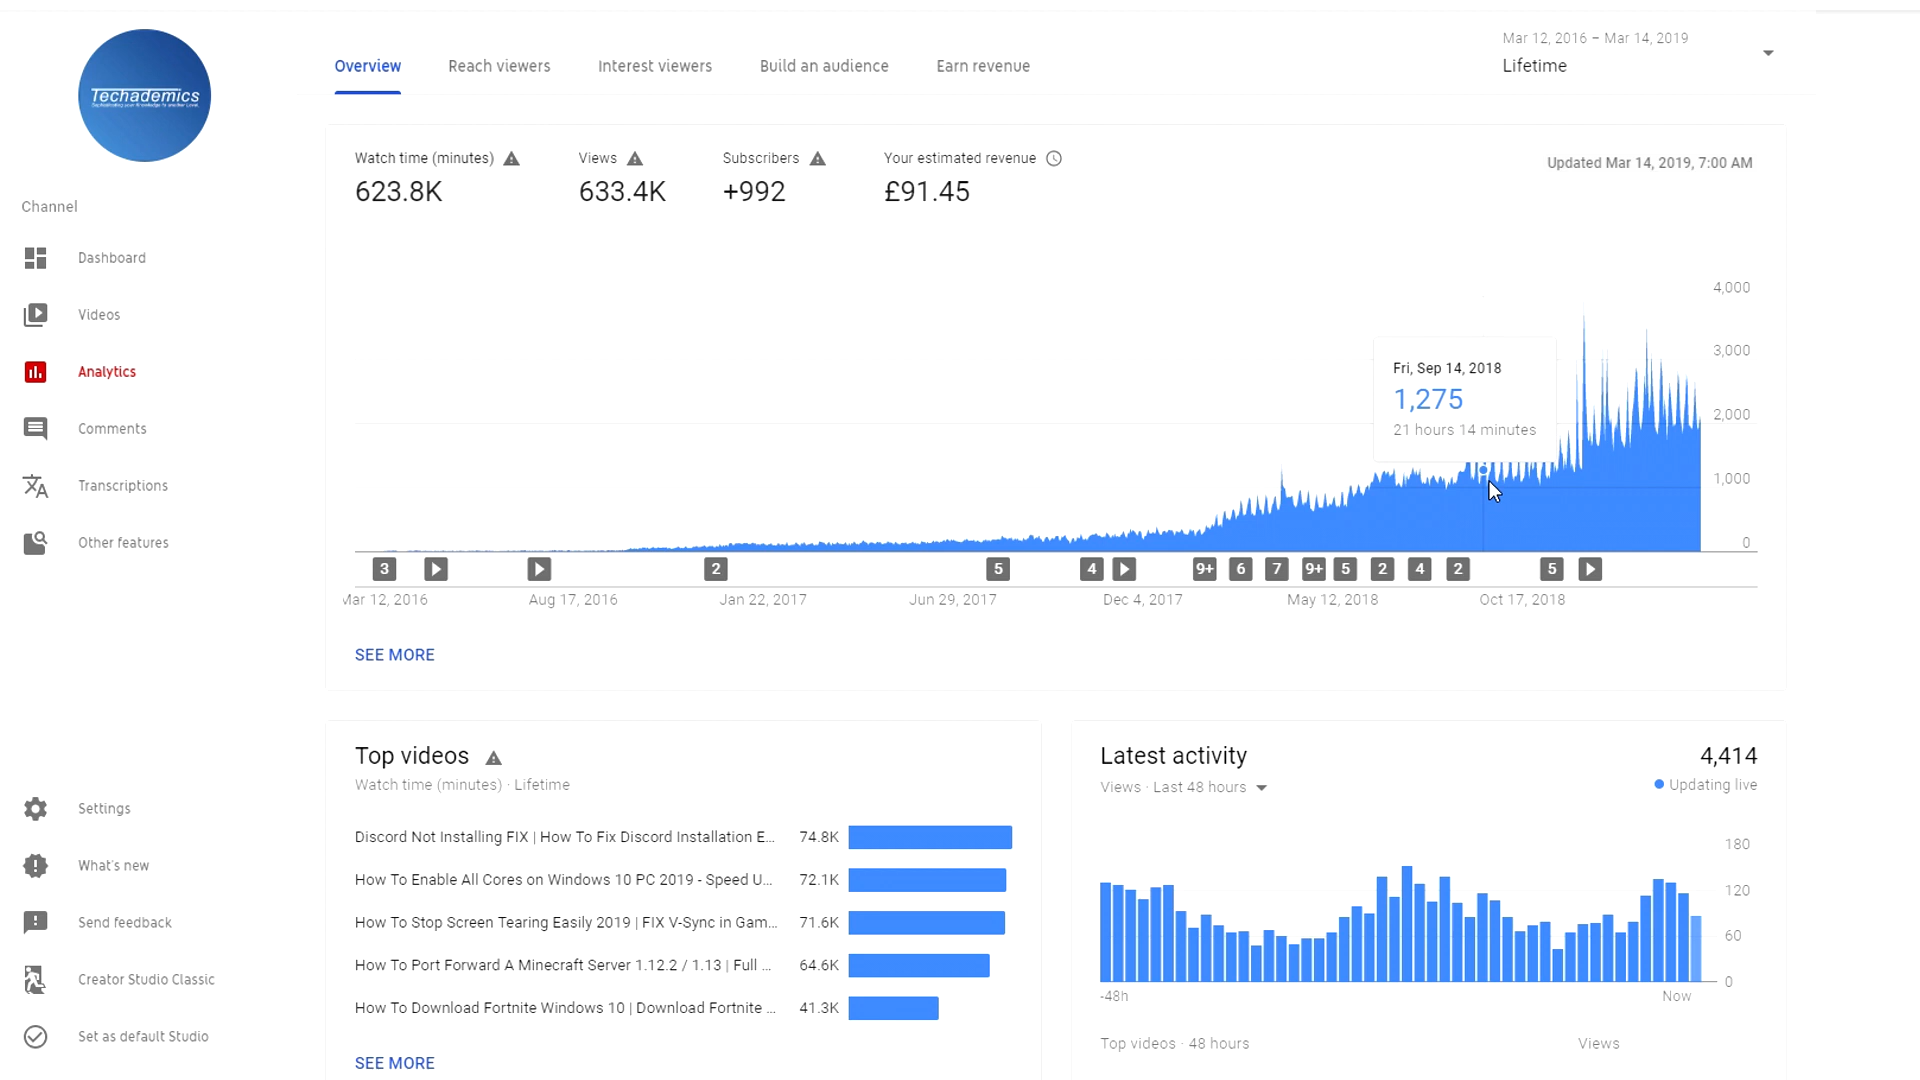 Techademics
Channel
Dashboard
Videos
Analytics
Comments
Transcriptions
Other features
Settings
What's new
Send feedback
Creator Studio Classic
Set as default Studio
Overview
Reach viewers
Interest viewers
Build an audience
Earn revenue
Mar 12, 2016 – Mar 14, 2019
Lifetime
Watch time (minutes)
623.8K
Views
633.4K
Subscribers
+992
Your estimated revenue
£91.45
Updated Mar 14, 2019, 7:00 AM
4,000
3,000
2,000
1,000
0
Fri, Sep 14, 2018
1,275
21 hours 14 minutes
3 2 5 4 9+ 6 7 9+ 5 2 4 2 5
Mar 12, 2016 Aug 17, 2016 Jan 22, 2017 Jun 29, 2017 Dec 4, 2017 May 12, 2018 Oct 17, 2018
SEE MORE
Top videos
Watch time (minutes) · Lifetime
Discord Not Installing FIX | How To Fix Discord Installation E... 74.8K
How To Enable All Cores on Windows 10 PC 2019 - Speed U... 72.1K
How To Stop Screen Tearing Easily 2019 | FIX V-Sync in Gam... 71.6K
How To Port Forward A Minecraft Server 1.12.2 / 1.13 | Full ... 64.6K
How To Download Fortnite Windows 10 | Download Fortnite ... 41.3K
SEE MORE
Latest activity
4,414
Views · Last 48 hours
Updating live
180
120
60
0
-48h
Now
Top videos · 48 hours
Views